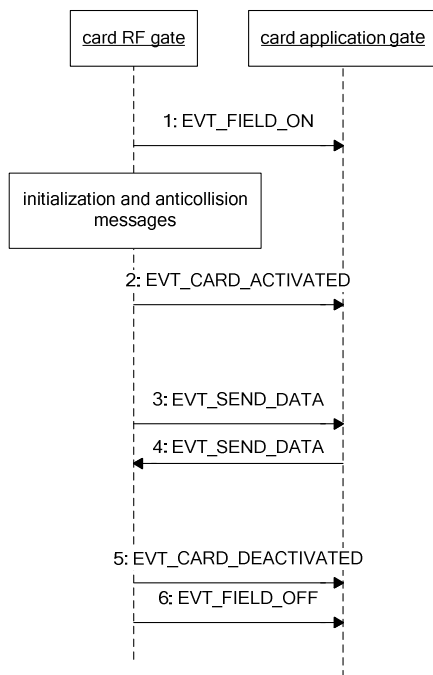 card RF gate
card application gate
1: EVT_FIELD_ON
initialization and anticollision
messages
2: EVT_CARD_ACTIVATED
3: EVT_SEND_DATA
4: EVT_SEND_DATA
5: EVT_CARD_DEACTIVATED
6: EVT_FIELD_OFF